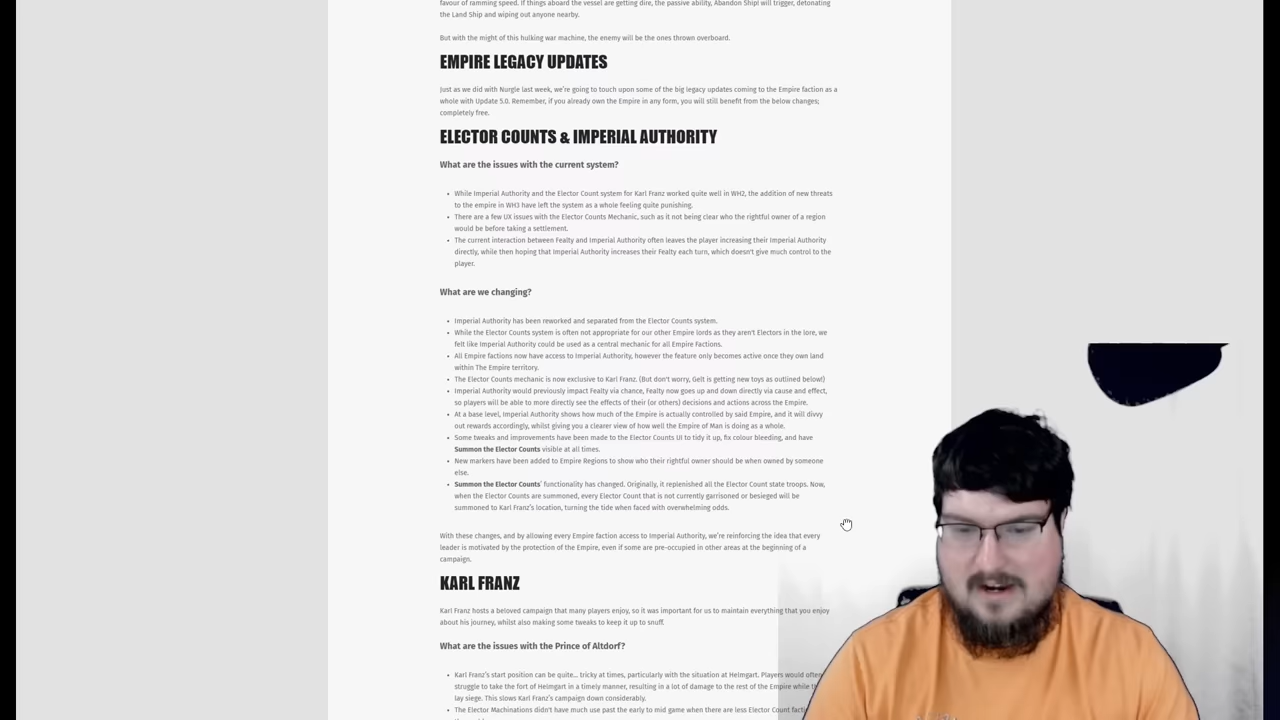 favour of ramming speed. If things aboard the vessel are getting dire, the passive ability, Abandon Ship! will trigger, detonating
the Land Ship and wiping out anyone nearby.
But with the might of this hulking war machine, the enemy will be the ones thrown overboard.
EMPIRE LEGACY UPDATES
Just as we did with Nurgle last week, we're going to touch upon some of the big legacy updates coming to the Empire faction as a
whole with Update 5.0. Remember, if you already own the Empire in any form, you will still benefit from the below changes;
completely free.
ELECTOR COUNTS & IMPERIAL AUTHORITY
What are the issues with the current system?
While Imperial Authority and the Elector Count system for Karl Franz worked quite well in WH2, the addition of new threats
to the empire in WH3 have left the system as a whole feeling quite punishing.
There are a few UX issues with the Elector Counts Mechanic, such as it not being clear who the rightful owner of a region
would be before taking a settlement.
The current interaction between Fealty and Imperial Authority often leaves the player increasing their Imperial Authority
directly, while then hoping that Imperial Authority increases their Fealty each turn, which doesn't give much control to the
player.
What are we changing?
Imperial Authority has been reworked and separated from the Elector Counts system.
While the Elector Counts system is often not appropriate for our other Empire lords as they aren't Electors in the lore, we
felt like Imperial Authority could be used as a central mechanic for all Empire Factions.
All Empire factions now have access to Imperial Authority, however the feature only becomes active once they own land
within The Empire territory.
The Elector Counts mechanic is now exclusive to Karl Franz. (But don't worry, Gelt is getting new toys as outlined below!)
Imperial Authority would previously impact Fealty via chance, Fealty now goes up and down directly via cause and effect,
so players will be able to more directly see the effects of their (or others) decisions and actions across the Empire.
At a base level, Imperial Authority shows how much of the Empire is actually controlled by said Empire, and it will divvy
out rewards accordingly, whilst giving you a clearer view of how well the Empire of Man is doing as a whole.
Some tweaks and improvements have been made to the Elector Counts UI to tidy it up, fix colour bleeding, and have
Summon the Elector Counts visible at all times.
New markers have been added to Empire Regions to show who their rightful owner should be when owned by someone
else.
Summon the Elector Counts' functionality has changed. Originally, it replenished all the Elector Count state troops. Now,
when the Elector Counts are summoned, every Elector Count that is not currently garrisoned or besieged will be
summoned to Karl Franz's location, turning the tide when faced with overwhelming odds.
With these changes, and by allowing every Empire faction access to Imperial Authority, we're reinforcing the idea that every
leader is motivated by the protection of the Empire, even if some are pre-occupied in other areas at the beginning of a
campaign.
KARL FRANZ
Karl Franz hosts a beloved campaign that many players enjoy, so it was important for us to maintain everything that you enjoy
about his journey, whilst also making some tweaks to keep it up to snuff.
What are the issues with the Prince of Altdorf?
Karl Franz's start position can be quite... tricky at times, particularly with the situation at Helmgart. Players would often
struggle to take the fort of Helmgart in a timely manner, resulting in a lot of damage to the rest of the Empire while
lay siege. This slows Karl Franz's campaign down considerably.
The Elector Machinations didn't have much use past the early to mid game when there are less Elector Count